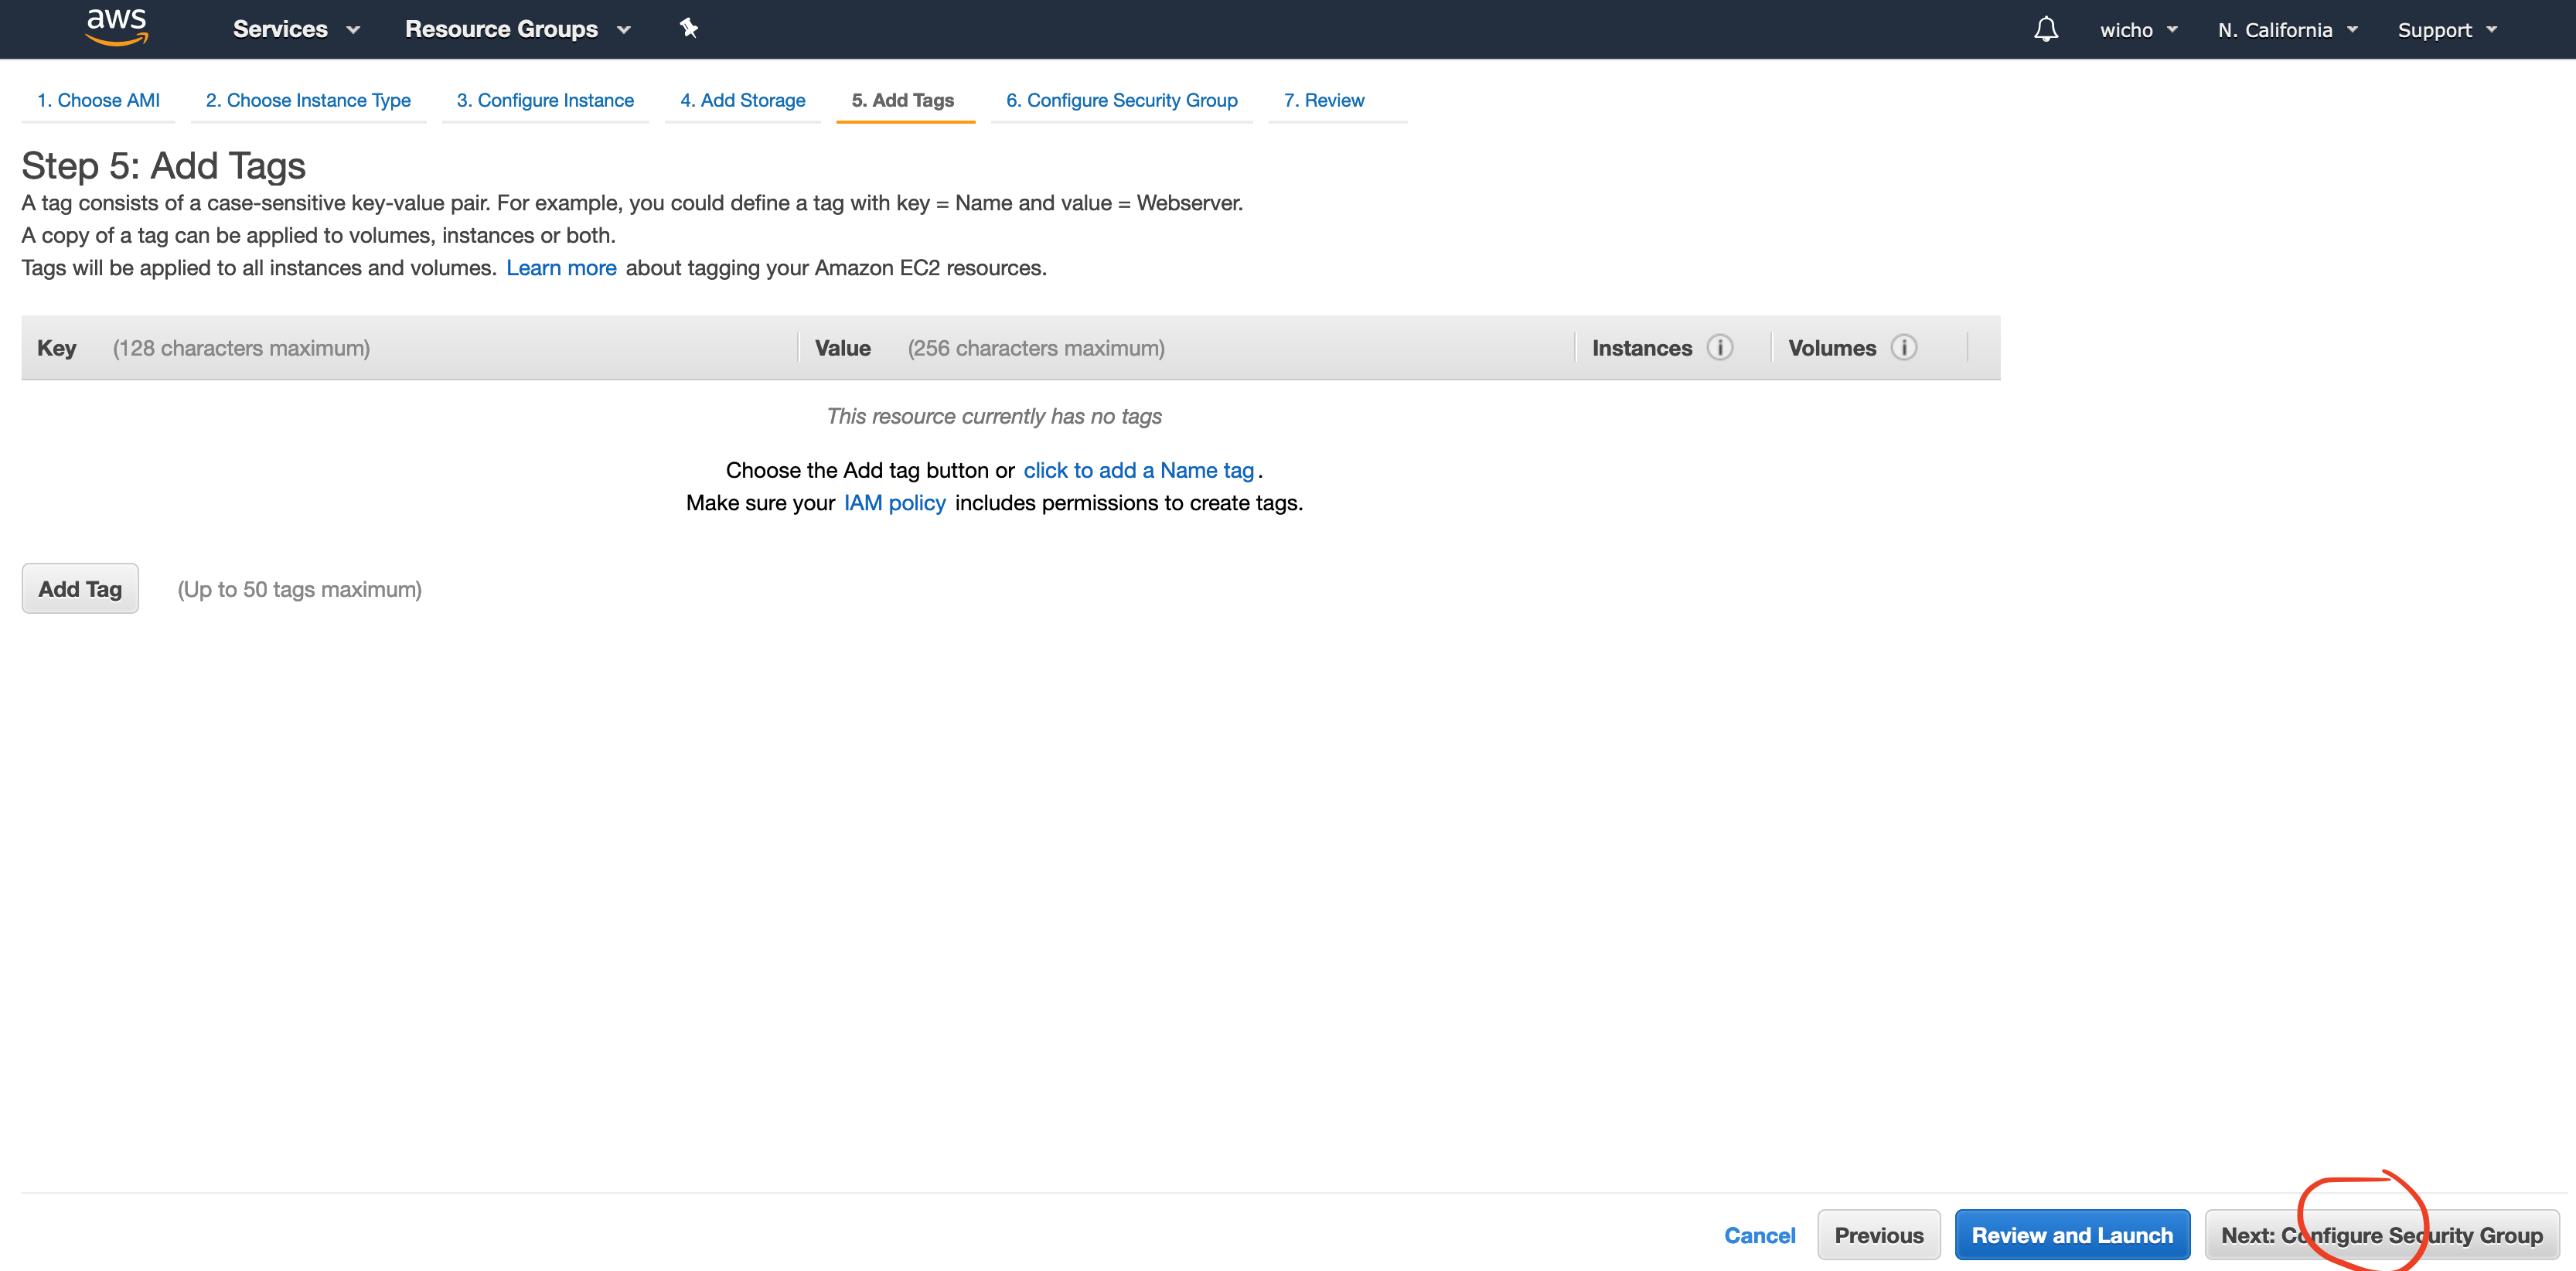 aws Services Resource Groups wicho N. California Support
1. Choose AMI 2. Choose Instance Type 3. Configure Instance 4. Add Storage 5. Add Tags 6. Configure Security Group 7. Review
Step 5: Add Tags
A tag consists of a case-sensitive key-value pair. For example, you could define a tag with key = Name and value = Webserver.
A copy of a tag can be applied to volumes, instances or both.
Tags will be applied to all instances and volumes. Learn more about tagging your Amazon EC2 resources.
Key (128 characters maximum) Value (256 characters maximum) Instances i Volumes i
This resource currently has no tags
Choose the Add tag button or click to add a Name tag.
Make sure your IAM policy includes permissions to create tags.
Add Tag (Up to 50 tags maximum)
Cancel Previous Review and Launch Next: Configure Security Group